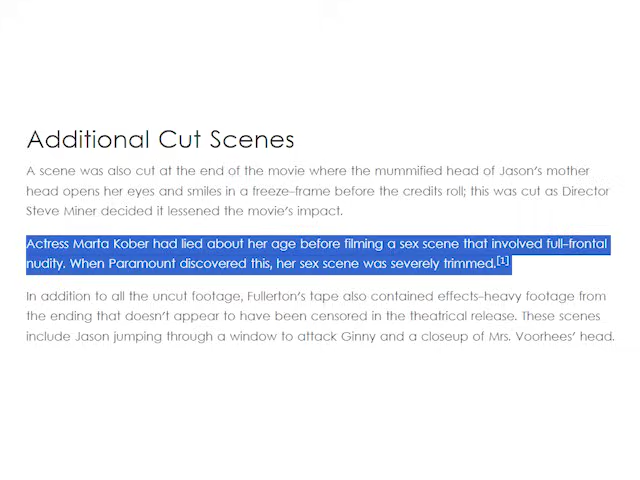 Additional Cut Scenes
A scene was also cut at the end of the movie where the mummified head of Jason's mother
head opens her eyes and smiles in a freeze-frame before the credits roll; this was cut as Director
Steve Miner decided it lessened the movie's impact.
Actress Marta Kober had lied about her age before filming a sex scene that involved full-frontal
nudity. When Paramount discovered this, her sex scene was severely trimmed.[1]
In addition to all the uncut footage, Fullerton's tape also contained effects-heavy footage from
the ending that doesn't appear to have been censored in the theatrical release. These scenes
include Jason jumping through a window to attack Ginny and a closeup of Mrs. Voorhees' head.